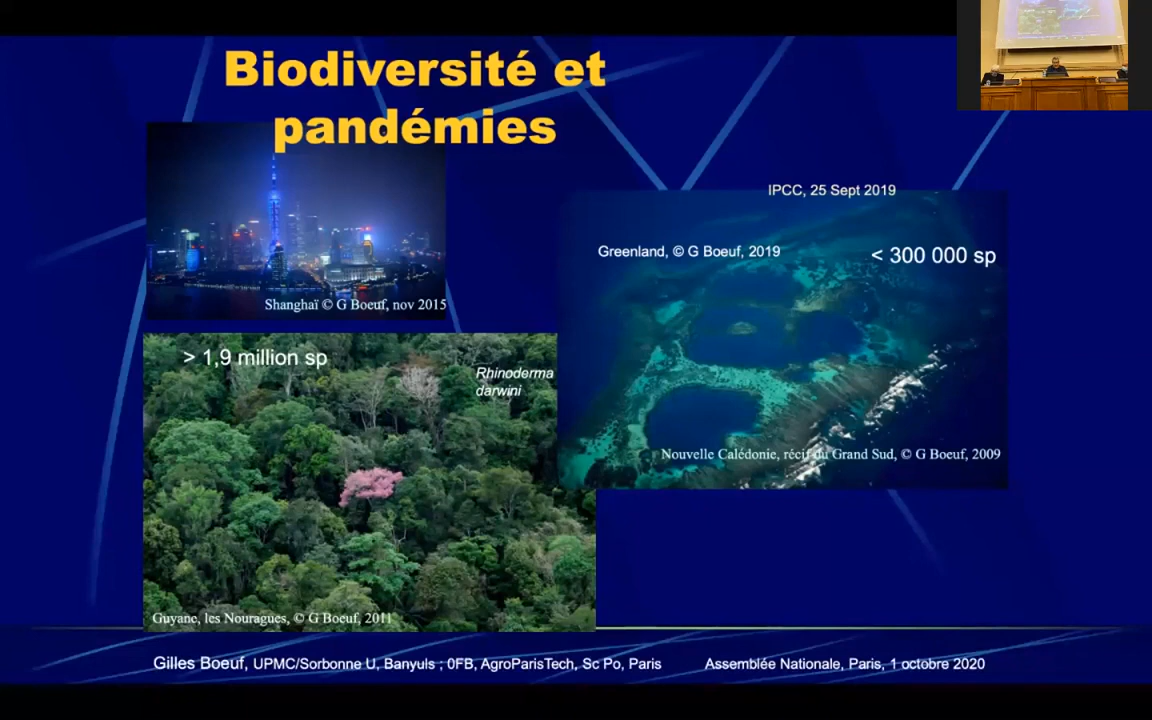 Biodiversité et
pandémies
Shanghaï © G Boeuf, nov 2015
IPCC, 25 Sept 2019
Greenland, © G Boeuf, 2019
< 300 000 sp
> 1,9 million sp
Rhinoderma
darwini
Nouvelle Calédonie, récif du Grand Sud, © G Boeuf, 2009
Guyane, les Nouragues, © G Boeuf, 2011
Gilles Boeuf, UPMC/Sorbonne U, Banyuls ; 0FB, AgroParisTech, Sc Po, Paris
Assemblée Nationale, Paris, 1 octobre 2020